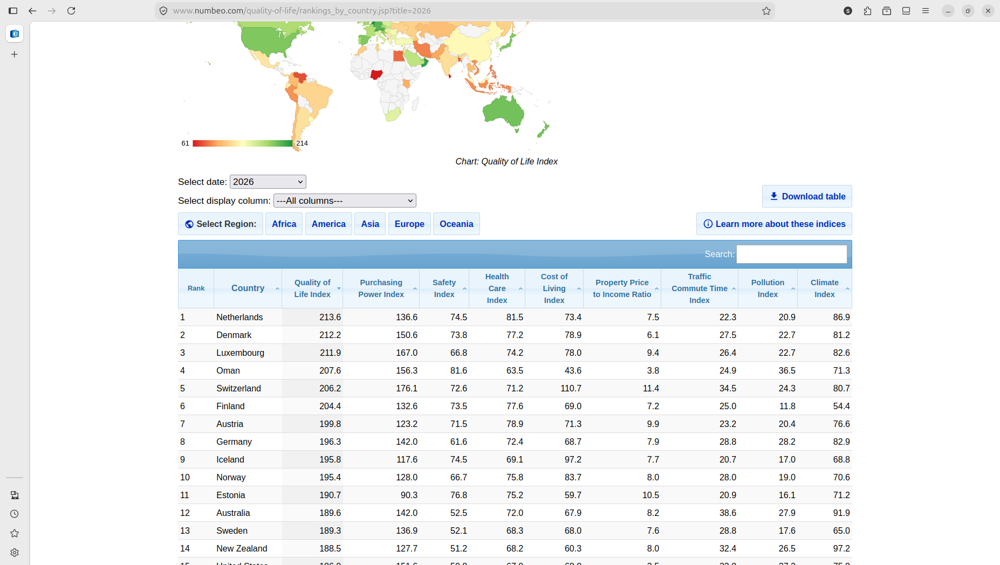 www.numbeo.com/quality-of-life/rankings_by_country.jsp?title=2026
S
61 214
Chart: Quality of Life Index
Select date: 2026
Select display column: ---All columns---
Download table
Select Region: Africa America Asia Europe Oceania
Learn more about these indices
Search:
Rank Country Quality of Life Index Purchasing Power Index Safety Index Health Care Index Cost of Living Index Property Price to Income Ratio Traffic Commute Time Index Pollution Index Climate Index
1 Netherlands 213.6 136.6 74.5 81.5 73.4 7.5 22.3 20.9 86.9
2 Denmark 212.2 150.6 73.8 77.2 78.9 6.1 27.5 22.7 81.2
3 Luxembourg 211.9 167.0 66.8 74.2 78.0 9.4 26.4 22.7 82.6
4 Oman 207.6 156.3 81.6 63.5 43.6 3.8 24.9 36.5 71.3
5 Switzerland 206.2 176.1 72.6 71.2 110.7 11.4 34.5 24.3 80.7
6 Finland 204.4 132.6 73.5 77.6 69.0 7.2 25.0 11.8 54.4
7 Austria 199.8 123.2 71.5 78.9 71.3 9.9 23.2 20.4 76.6
8 Germany 196.3 142.0 61.6 72.4 68.7 7.9 28.8 28.2 82.9
9 Iceland 195.8 117.6 74.5 69.1 97.2 7.7 20.7 17.0 68.8
10 Norway 195.4 128.0 66.7 75.8 83.7 8.0 28.0 19.0 70.6
11 Estonia 190.7 90.3 76.8 75.2 59.7 10.5 20.9 16.1 71.2
12 Australia 189.6 142.0 52.5 72.0 67.9 8.2 38.6 27.9 91.9
13 Sweden 189.3 136.9 52.1 68.3 68.0 7.6 28.8 17.6 65.0
14 New Zealand 188.5 127.7 51.2 68.2 60.3 8.0 32.4 26.5 97.2
15 United States